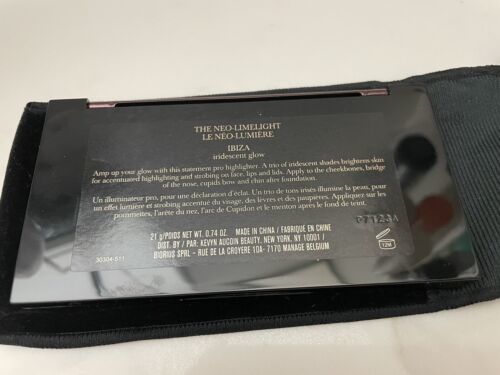 THE NEO-LIMELIGHT
LE NÉO-LUMIÈRE
IBIZA
iridescent glow
Amp up your glow with this statement pro highlighter. A trio of iridescent shades brightens skin
for accentuated highlighting and strobing on face, lips and lids. Apply to the cheekbones, bridge
of the nose, cupids bow and chin after foundation.
Un illuminateur pro, pour une déclaration d'éclat. Un trio de tons irisés illumine la peau, pour
un effet lumière et accentue du visage, des lèvres et des paupières. Appliquez sur les
pommettes, l'arête du nez, l'arc de Cupidon et le menton après le fond de teint.
C7123A
21 g/POIDS NET WT. 0.74 OZ. MADE IN CHINA / FABRIQUÉ EN CHINE
DIST. BY / PAR: KEVYN AUCOIN BEAUTY, NEW YORK, NY 10001 /
BIORIUS SPRL - RUE DE LA CROYERE 10A- 7170 MANAGE BELGIUM
12M
30304-511